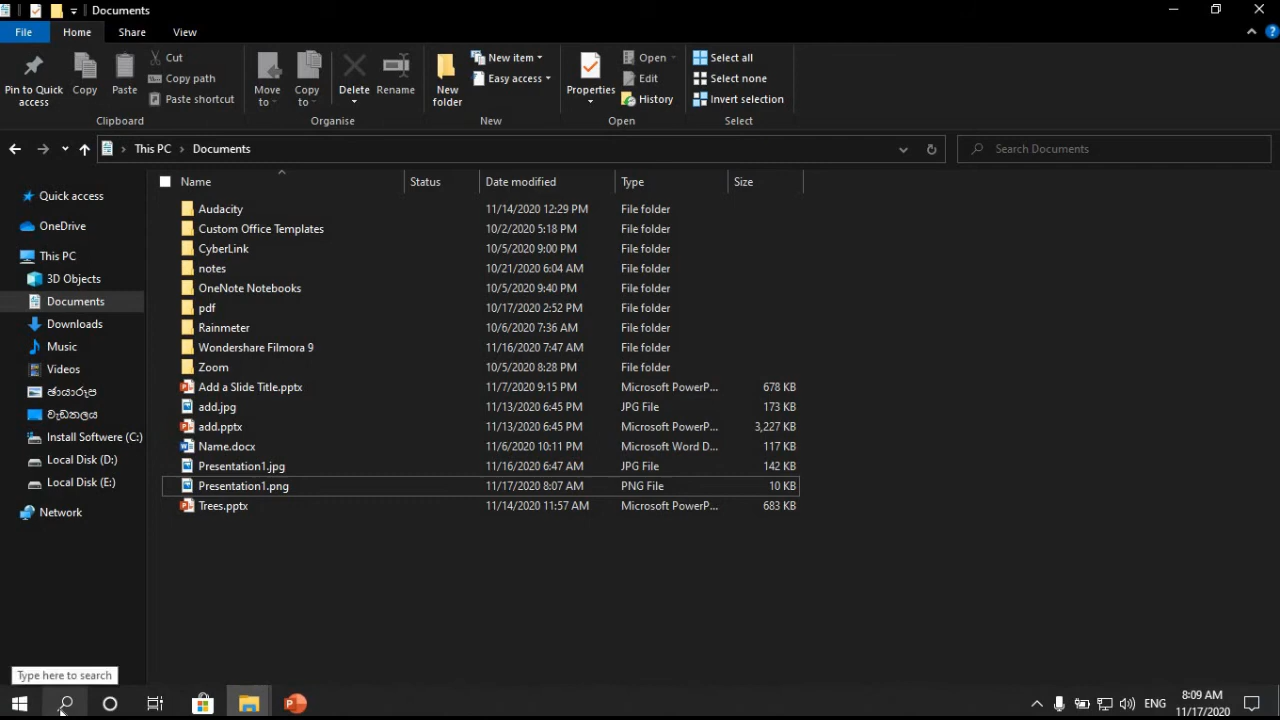 Documents
File Home Share View
Pin to Quick access
Copy
Paste
Cut
Copy path
Paste shortcut
Clipboard
Move to
Copy to
Delete
Rename
Organise
New folder
New item
Easy access
New
Properties
Open
Edit
History
Open
Select all
Select none
Invert selection
Select
This PC > Documents
Search Documents
Quick access
OneDrive
This PC
3D Objects
Documents
Downloads
Music
Videos
ඡායාරූප
වැඩතලය
Install Softwere (C:)
Local Disk (D:)
Local Disk (E:)
Network
Name Status Date modified Type Size
Audacity 11/14/2020 12:29 PM File folder
Custom Office Templates 10/2/2020 5:18 PM File folder
CyberLink 10/5/2020 9:00 PM File folder
notes 10/21/2020 6:04 AM File folder
OneNote Notebooks 10/5/2020 9:40 PM File folder
pdf 10/17/2020 2:52 PM File folder
Rainmeter 10/6/2020 7:36 AM File folder
Wondershare Filmora 9 11/16/2020 7:47 AM File folder
Zoom 10/5/2020 8:28 PM File folder
Add a Slide Title.pptx 11/7/2020 9:15 PM Microsoft PowerP... 678 KB
add.jpg 11/13/2020 6:45 PM JPG File 173 KB
add.pptx 11/13/2020 6:45 PM Microsoft PowerP... 3,227 KB
Name.docx 11/6/2020 10:11 PM Microsoft Word D... 117 KB
Presentation1.jpg 11/16/2020 6:47 AM JPG File 142 KB
Presentation1.png 11/17/2020 8:07 AM PNG File 10 KB
Trees.pptx 11/14/2020 11:57 AM Microsoft PowerP... 683 KB
Type here to search
ENG
8:09 AM
11/17/2020